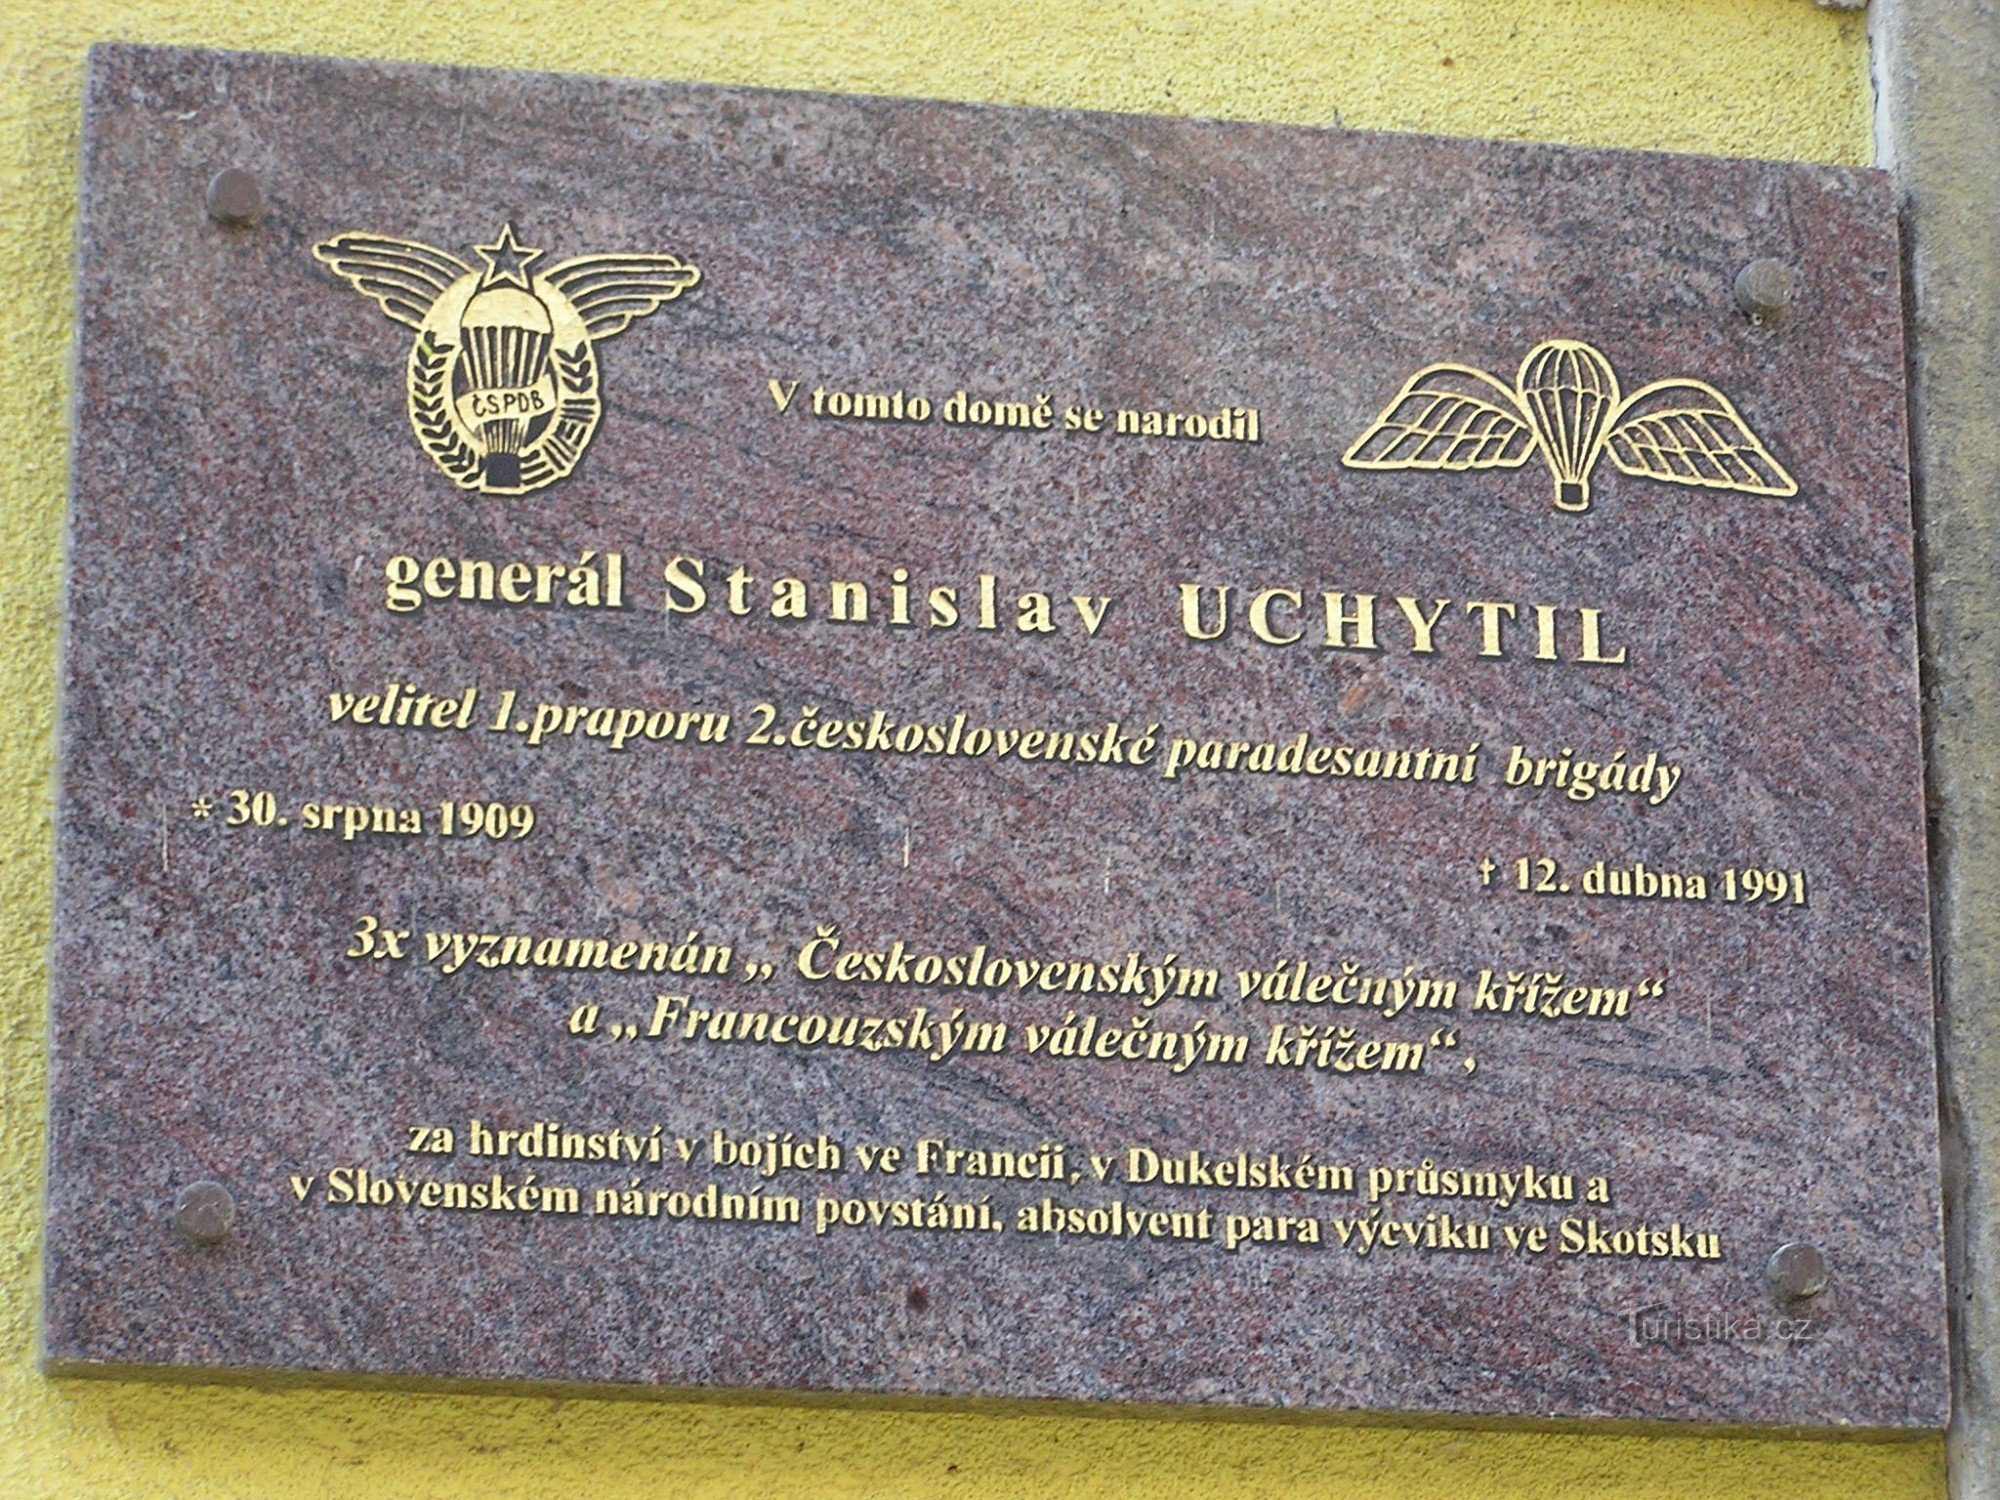 ČSPDB
V tomto domě se narodil
generál Stanislav UCHYTIL
velitel 1.praporu 2.československé paradesantní brigády
* 30. srpna 1909
† 12. dubna 1991
3x vyznamenán „ Československým válečným křížem“
a „Francouzským válečným křížem“,
za hrdinství v bojích ve Francii, v Dukelském průsmyku a
v Slovenském národním povstání, absolvent para výcviku ve Skotsku
Turistika.cz